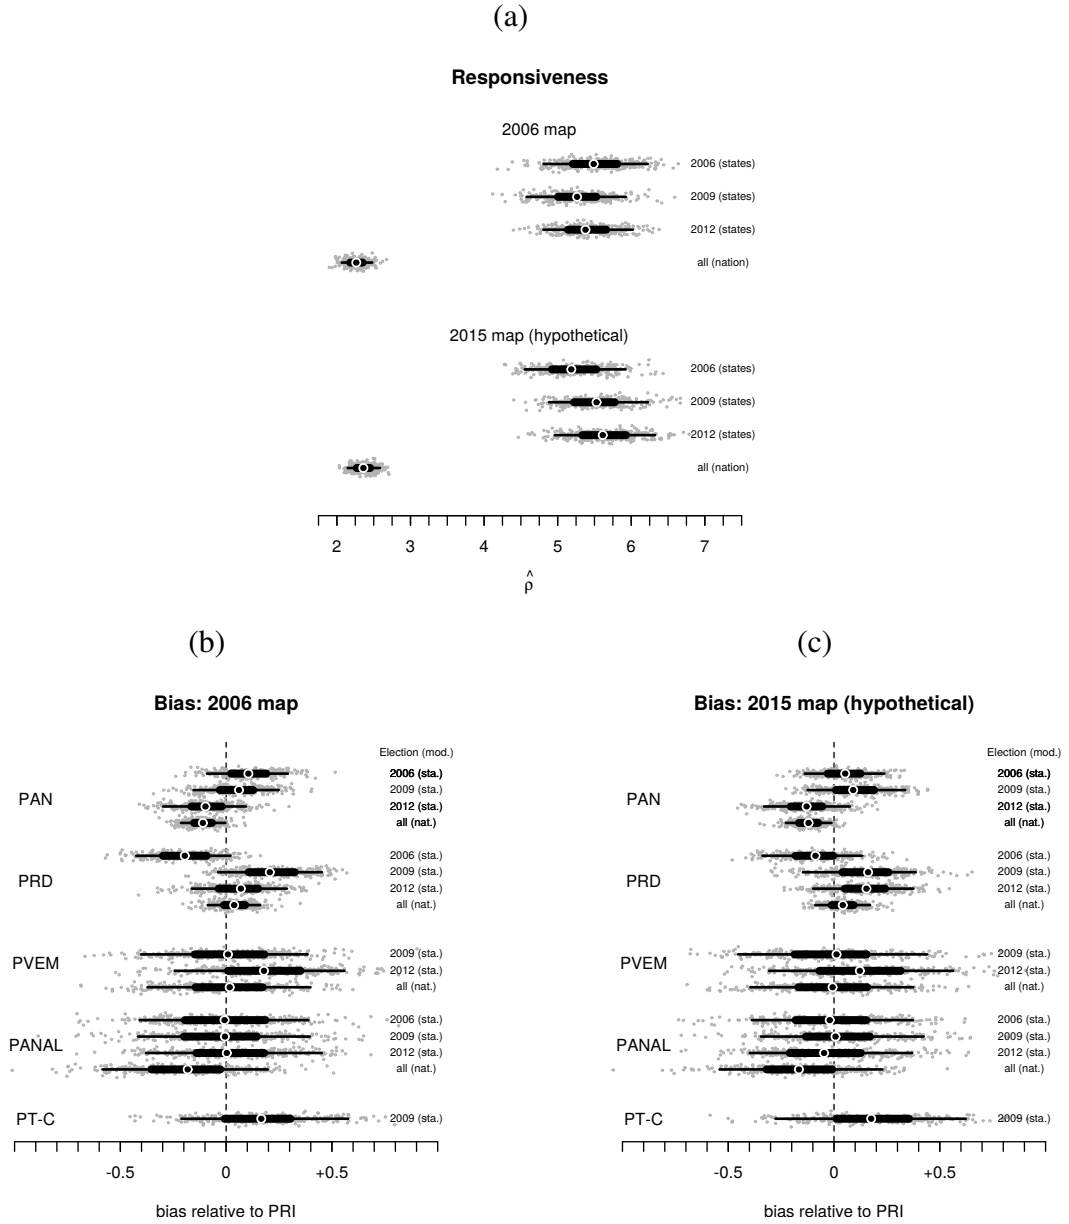 (a)
Responsiveness
2006 map
2006 (states)
2009 (states)
2012 (states)
all (nation)
2015 map (hypothetical)
2006 (states)
2009 (states)
2012 (states)
all (nation)
2 3 4 5 6 7
ρ̂
(b)
Bias: 2006 map
Election (mod.)
PAN
2006 (sta.)
2009 (sta.)
2012 (sta.)
all (nat.)
PRD
2006 (sta.)
2009 (sta.)
2012 (sta.)
all (nat.)
PVEM
2009 (sta.)
2012 (sta.)
all (nat.)
PANAL
2006 (sta.)
2009 (sta.)
2012 (sta.)
all (nat.)
PT-C
2009 (sta.)
-0.5 0 +0.5
bias relative to PRI
(c)
Bias: 2015 map (hypothetical)
Election (mod.)
PAN
2006 (sta.)
2009 (sta.)
2012 (sta.)
all (nat.)
PRD
2006 (sta.)
2009 (sta.)
2012 (sta.)
all (nat.)
PVEM
2009 (sta.)
2012 (sta.)
all (nat.)
PANAL
2006 (sta.)
2009 (sta.)
2012 (sta.)
all (nat.)
PT-C
2009 (sta.)
-0.5 0 +0.5
bias relative to PRI